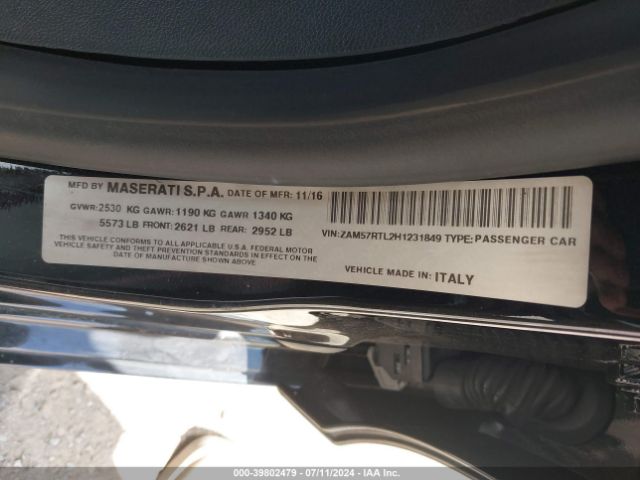 MFD BY MASERATI S.P.A. DATE OF MFR: 11/16
GVWR: 2530 KG GAWR: 1190 KG GAWR 1340 KG
5573 LB FRONT: 2621 LB REAR: 2952 LB
THIS VEHICLE CONFORMS TO ALL APPLICABLE U.S.A. FEDERAL MOTOR
VEHICLE SAFETY AND THEFT PREVENTION STANDARDS IN EFFECT ON THE
DATE OF MANUFACTURE SHOWN ABOVE
VIN: ZAM57RTL2H1231849 TYPE: PASSENGER CAR
VEHICLE MADE IN: ITALY
000-39802479 - 07/11/2024 - IAA Inc.